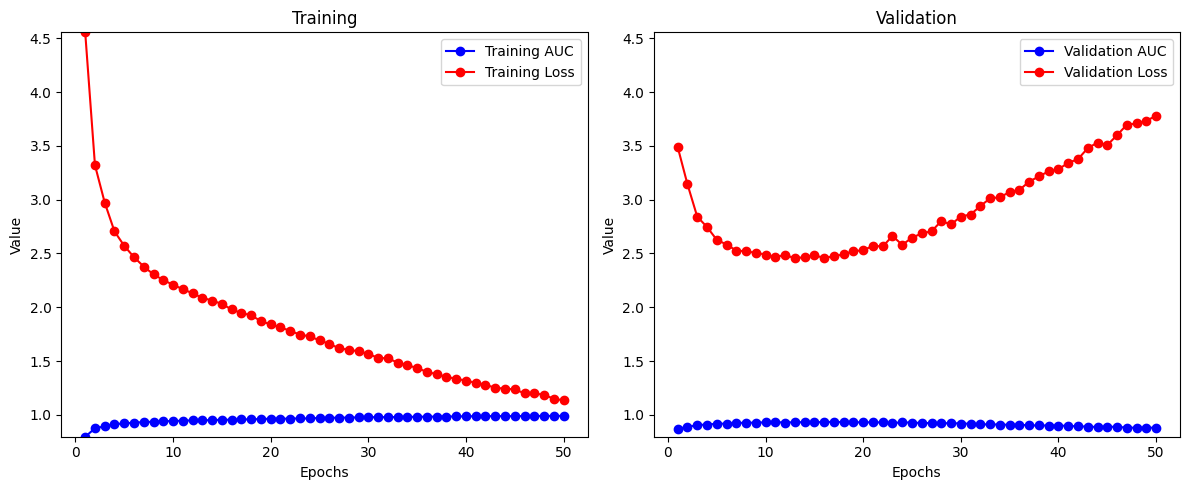 Training
Training AUC
Training Loss
Value
4.5
4.0
3.5
3.0
2.5
2.0
1.5
1.0
0
10
20
30
40
50
Epochs
Validation
Validation AUC
Validation Loss
Value
4.5
4.0
3.5
3.0
2.5
2.0
1.5
1.0
0
10
20
30
40
50
Epochs